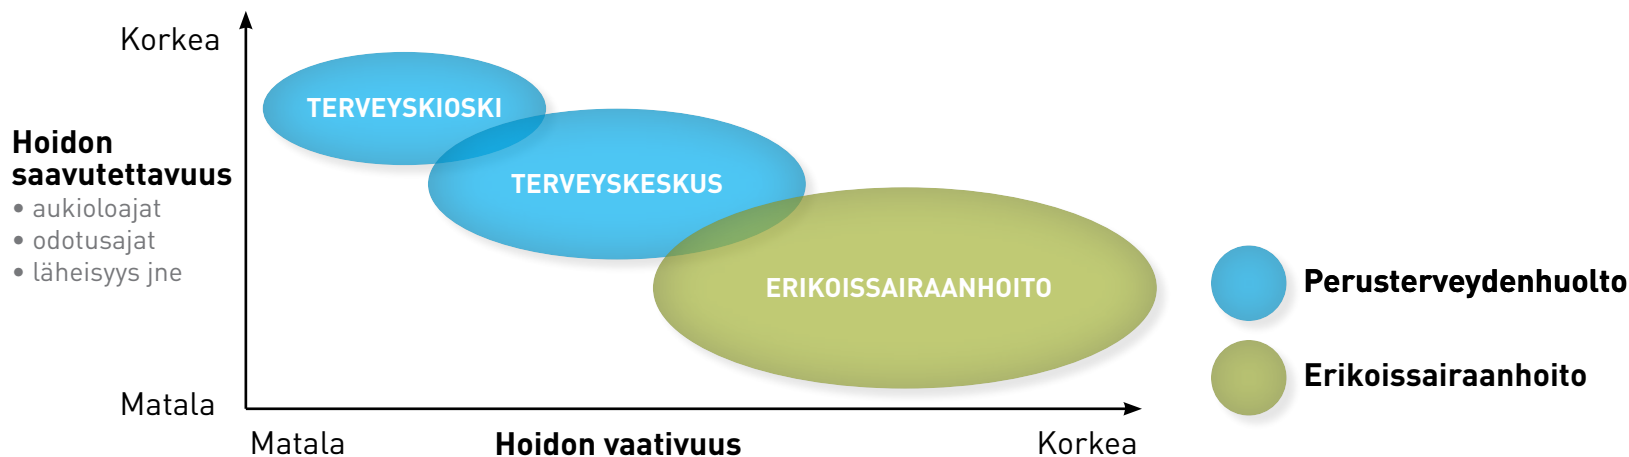 Korkea
Hoidon
saavutettavuus
• aukioloajat
• odotusajat
• läheisyys jne
Matala
TERVEYSKIOSKI
TERVEYSKESKUS
ERIKOISSAIRAANHOITO
Matala
Hoidon vaativuus
Korkea
Perusterveydenhuolto
Erikoissairaanhoito